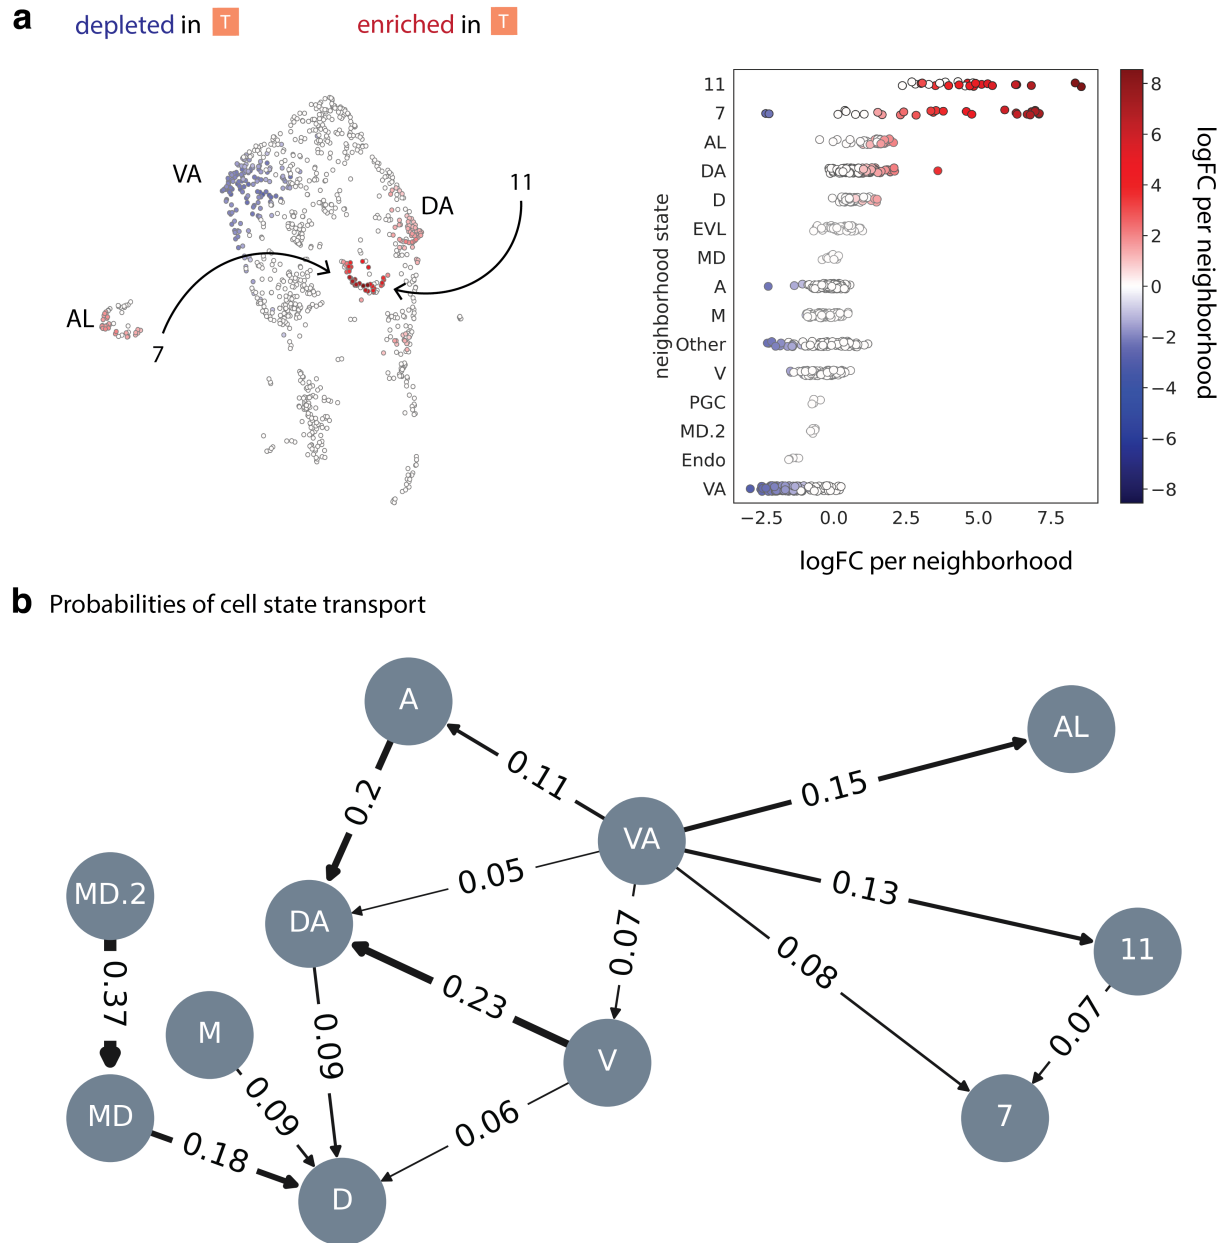 a depleted in T enriched in T
VA
DA
11
AL
7
neighborhood state
11
7
AL
DA
D
EVL
MD
A
M
Other
V
PGC
MD.2
Endo
VA
−2.5 0.0 2.5 5.0 7.5
logFC per neighborhood
8
6
4
2
0
−2
−4
−6
−8
logFC per neighborhood
b Probabilities of cell state transport
A
AL
0.11
0.15
0.2
VA
MD.2
0.05
0.13
DA
0.07
11
0.37
0.23
0.08
M
0.09
V
0.07
MD
0.09
0.06
7
0.18
D